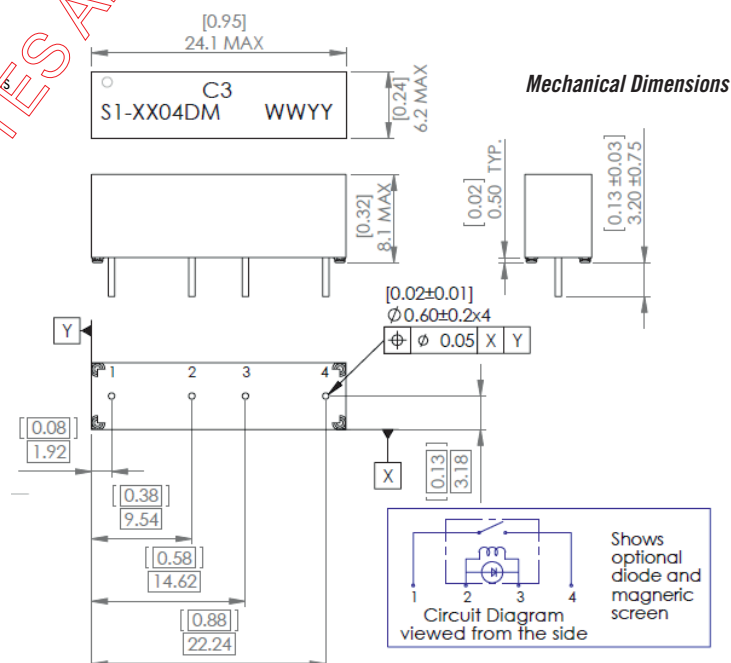 [0.95]
24.1 MAX
Mechanical Dimensions
C3
S1-XX04DM WWYY
[0.24]
6.2 MAX
[0.32]
8.1 MAX
[0.02]
0.50 TYP.
[0.13 ±0.03]
3.20 ±0.75
[0.02±0.01]
Ø0.60±0.2x4
⌖ Ø 0.05 X Y
Y
1 2 3 4
X
[0.08]
1.92
[0.13]
3.18
[0.38]
9.54
[0.58]
14.62
[0.88]
22.24
1 2 3 4
Circuit Diagram
viewed from the side
Shows
optional
diode and
magneric
screen